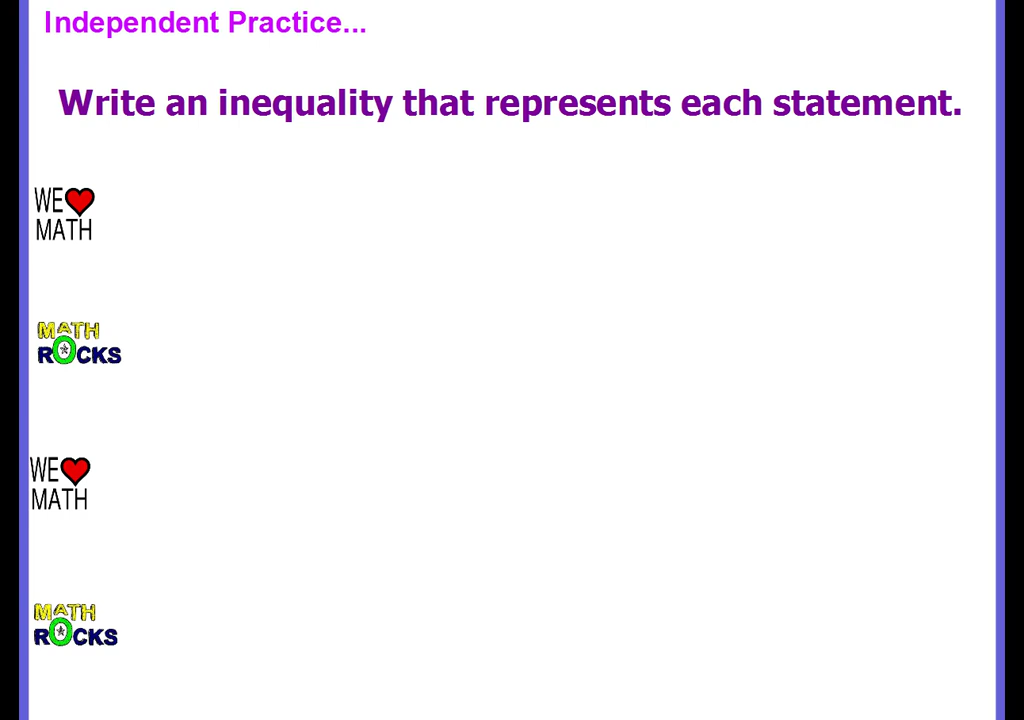 Independent Practice...
Write an inequality that represents each statement.
WE
MATH
MATH
ROCKS
WE
MATH
MATH
ROCKS